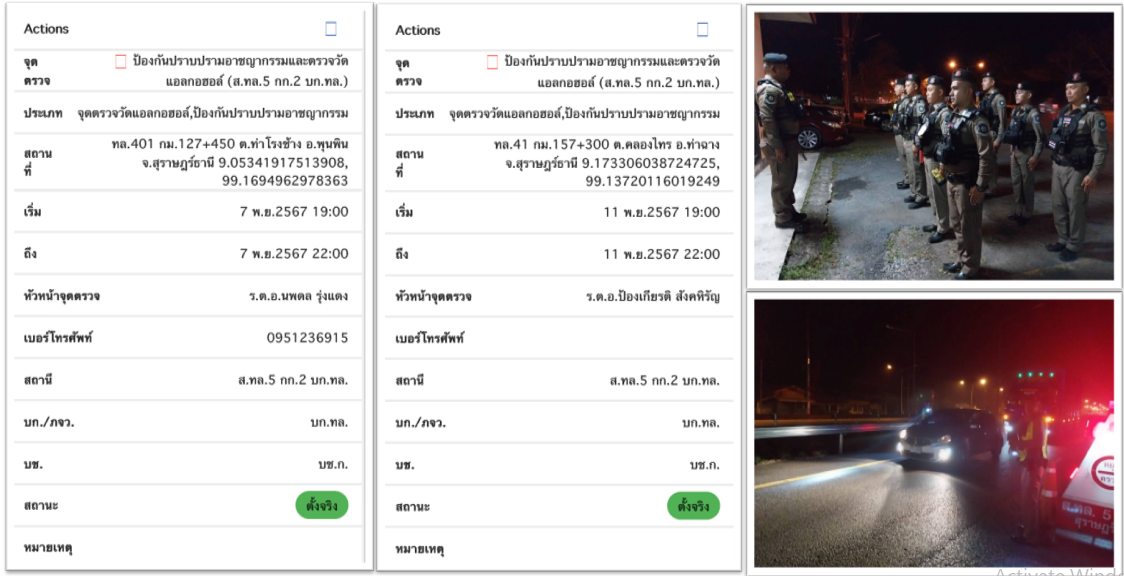 Actions
จุด
ตรวจ
ป้องกันปราบปรามอาชญากรรมและตรวจวัด
แอลกอฮอล์ (ส.ทล.5 กก.2 บก.ทล.)
ประเภท จุดตรวจวัดแอลกอฮอล์,ป้องกันปราบปรามอาชญากรรม
สถาน
ที่
ทล.401 กม.127+450 ต.ท่าโรงช้าง อ.พุนพิน
จ.สุราษฎร์ธานี 9.05341917513908,
99.1694962978363
เริ่ม 7 พ.ย.2567 19:00
ถึง 7 พ.ย.2567 22:00
หัวหน้าจุดตรวจ ร.ต.อ.นพดล รุ่งแดง
เบอร์โทรศัพท์ 0951236915
สถานี ส.ทล.5 กก.2 บก.ทล.
บก./ภจว. บก.ทล.
บช. บช.ก.
สถานะ ตั้งจริง
หมายเหตุ
Actions
จุด
ตรวจ
ป้องกันปราบปรามอาชญากรรมและตรวจวัด
แอลกอฮอล์ (ส.ทล.5 กก.2 บก.ทล.)
ประเภท จุดตรวจวัดแอลกอฮอล์,ป้องกันปราบปรามอาชญากรรม
สถาน
ที่
ทล.41 กม.157+300 ต.คลองไทร อ.ท่าฉาง
จ.สุราษฎร์ธานี 9.173306038724725,
99.13720116019249
เริ่ม 11 พ.ย.2567 19:00
ถึง 11 พ.ย.2567 22:00
หัวหน้าจุดตรวจ ร.ต.อ.ป้องเกียรติ สังคหิรัญ
เบอร์โทรศัพท์
สถานี ส.ทล.5 กก.2 บก.ทล.
บก./ภจว. บก.ทล.
บช. บช.ก.
สถานะ ตั้งจริง
หมายเหตุ
ส.ทล. 5